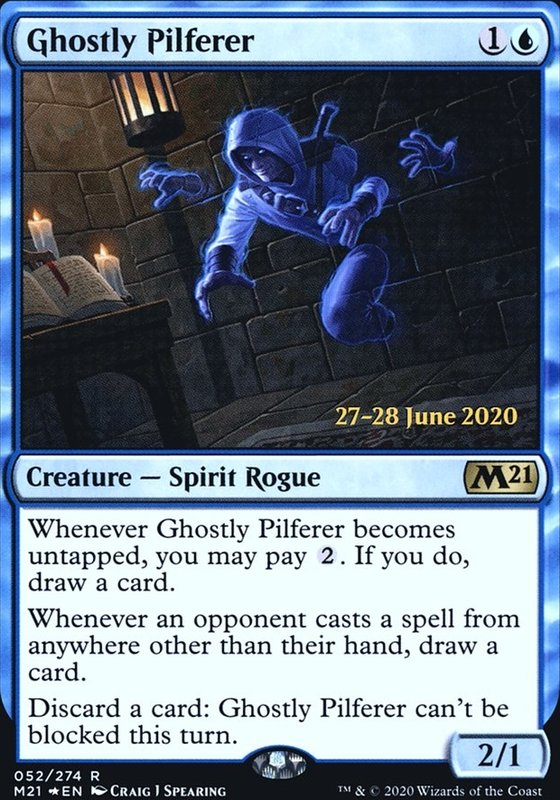 Ghostly Pilferer 1
27–28 June 2020
Creature — Spirit Rogue M21
Whenever Ghostly Pilferer becomes
untapped, you may pay 2. If you do,
draw a card.
Whenever an opponent casts a spell from
anywhere other than their hand, draw a
card.
Discard a card: Ghostly Pilferer can't be
blocked this turn.
2/1
052/274 R
M21 ★ EN Craig J Spearing ™ & © 2020 Wizards of the Coast